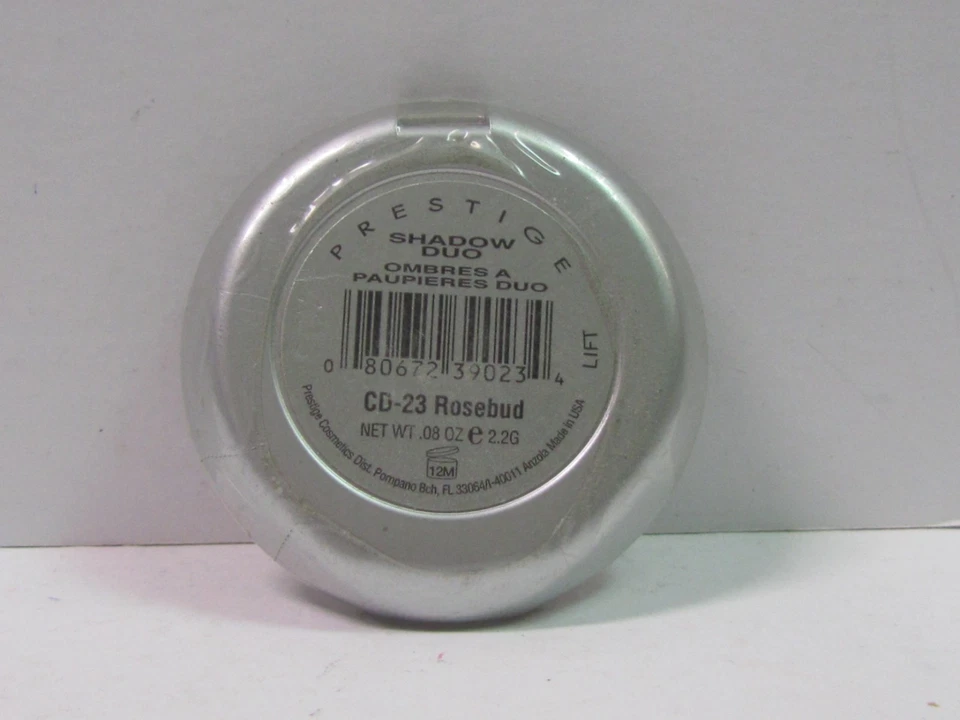 PRESTIGE
SHADOW
DUO
OMBRES A
PAUPIERES DUO
LIFT
0 80672 39023 4
CD-23 Rosebud
NET WT .08 OZ e 2.2G
12M
Prestige Cosmetics Dist. Pompano Bch, FL 33064/I-40011 Anzola Made in USA